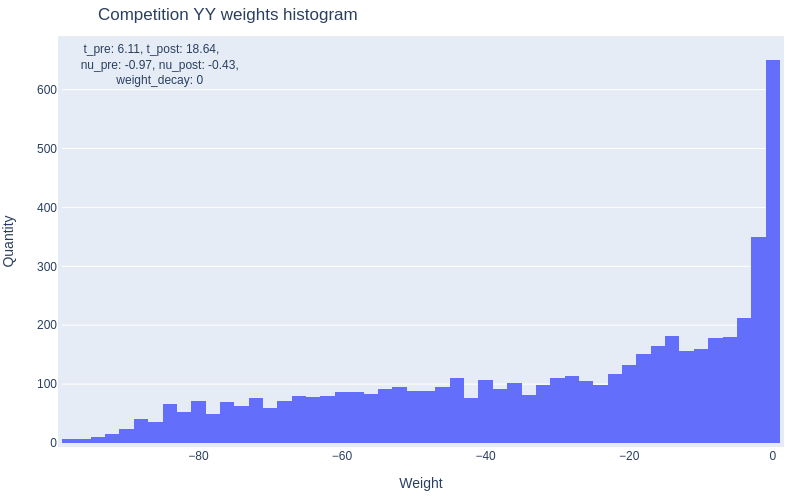 Competition YY weights histogram
t_pre: 6.11, t_post: 18.64,
nu_pre: -0.97, nu_post: -0.43,
weight_decay: 0
Quantity
600
500
400
300
200
100
0
−80
−60
−40
−20
0
Weight